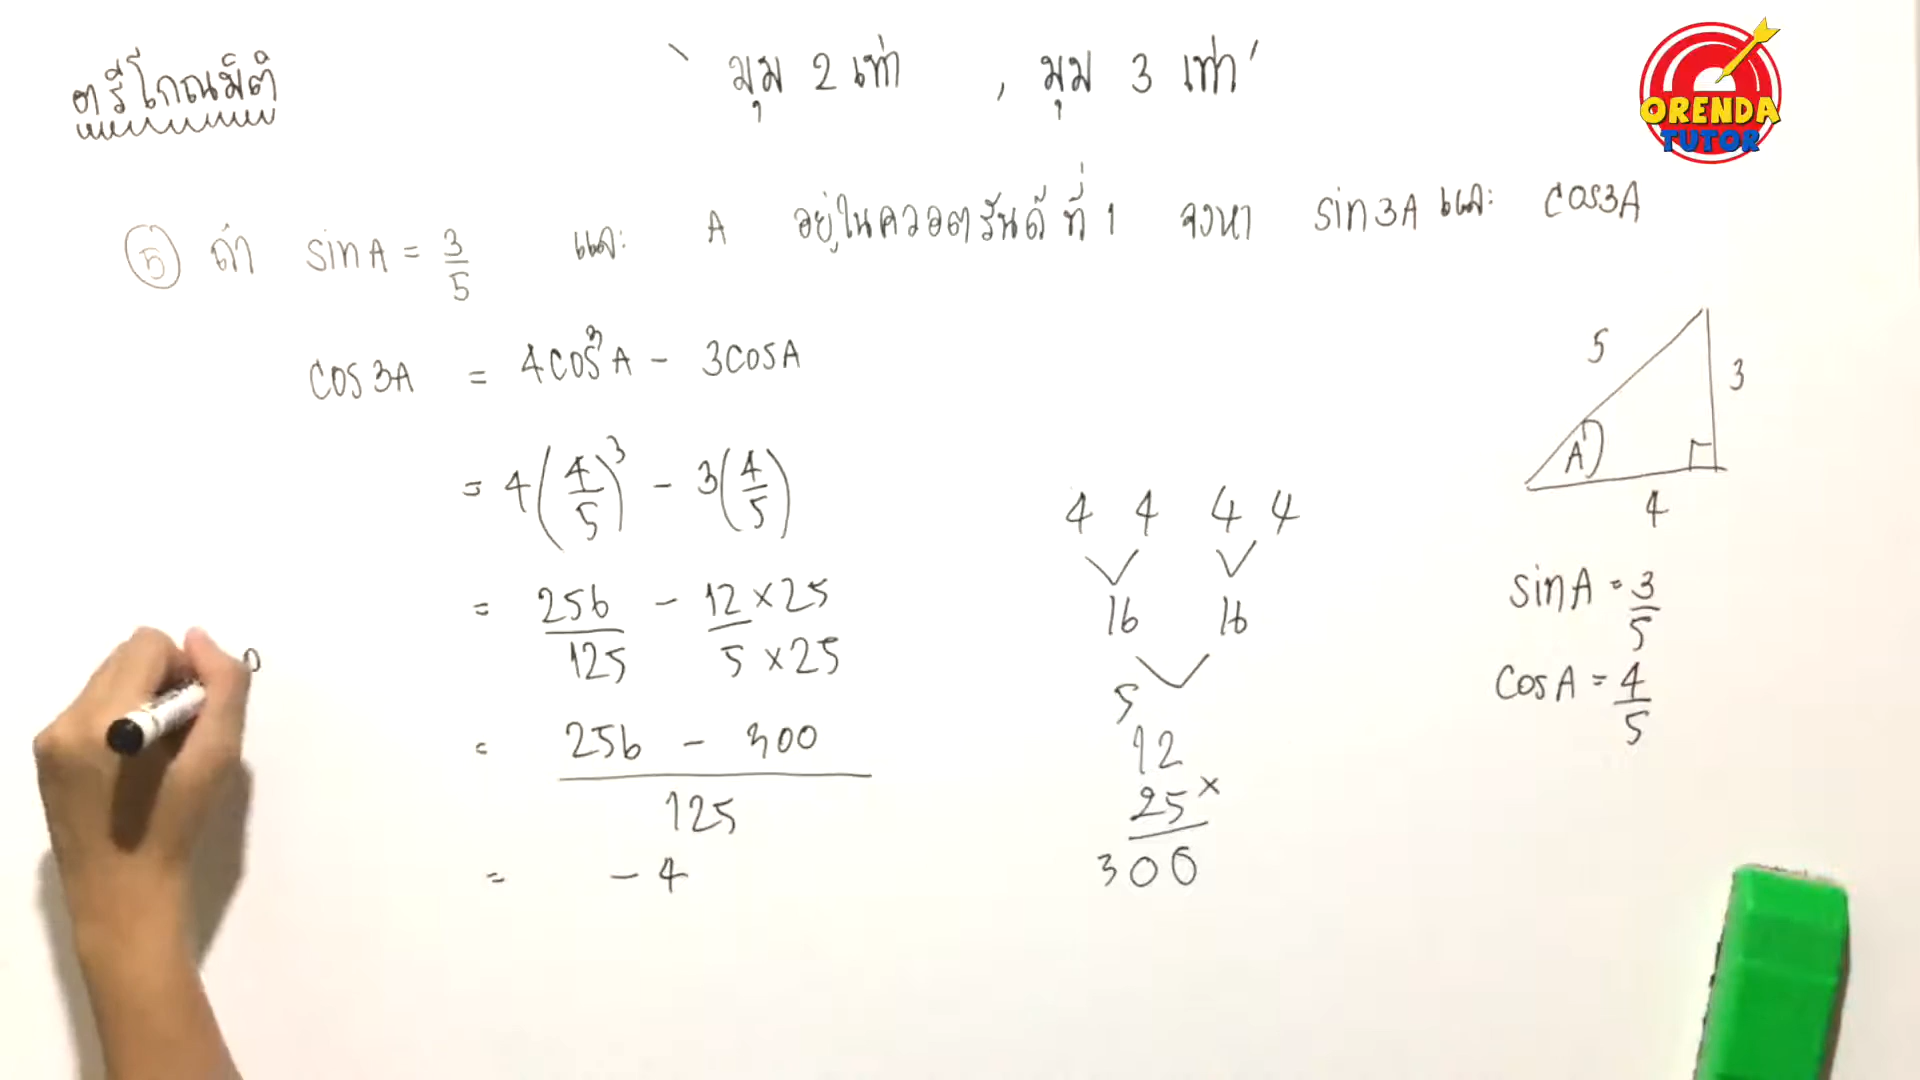 ตรีโกณมิติ
` มุม 2 เท่า , มุม 3 เท่า '
ORENDA
TUTOR
5 ถ้า sin A = 3/5 และ A อยู่ในควอดรันต์ ที่ 1 จงหา sin3A และ cos3A
cos 3A = 4cos³A - 3cosA
= 4(4/5)³ - 3(4/5)
= 256/125 - 12×25/5×25
= 256 - 300/125
= - 4
4 4 4 4
16 16
5
12
25 ×
300
5
3
A
4
sin A = 3/5
cos A = 4/5